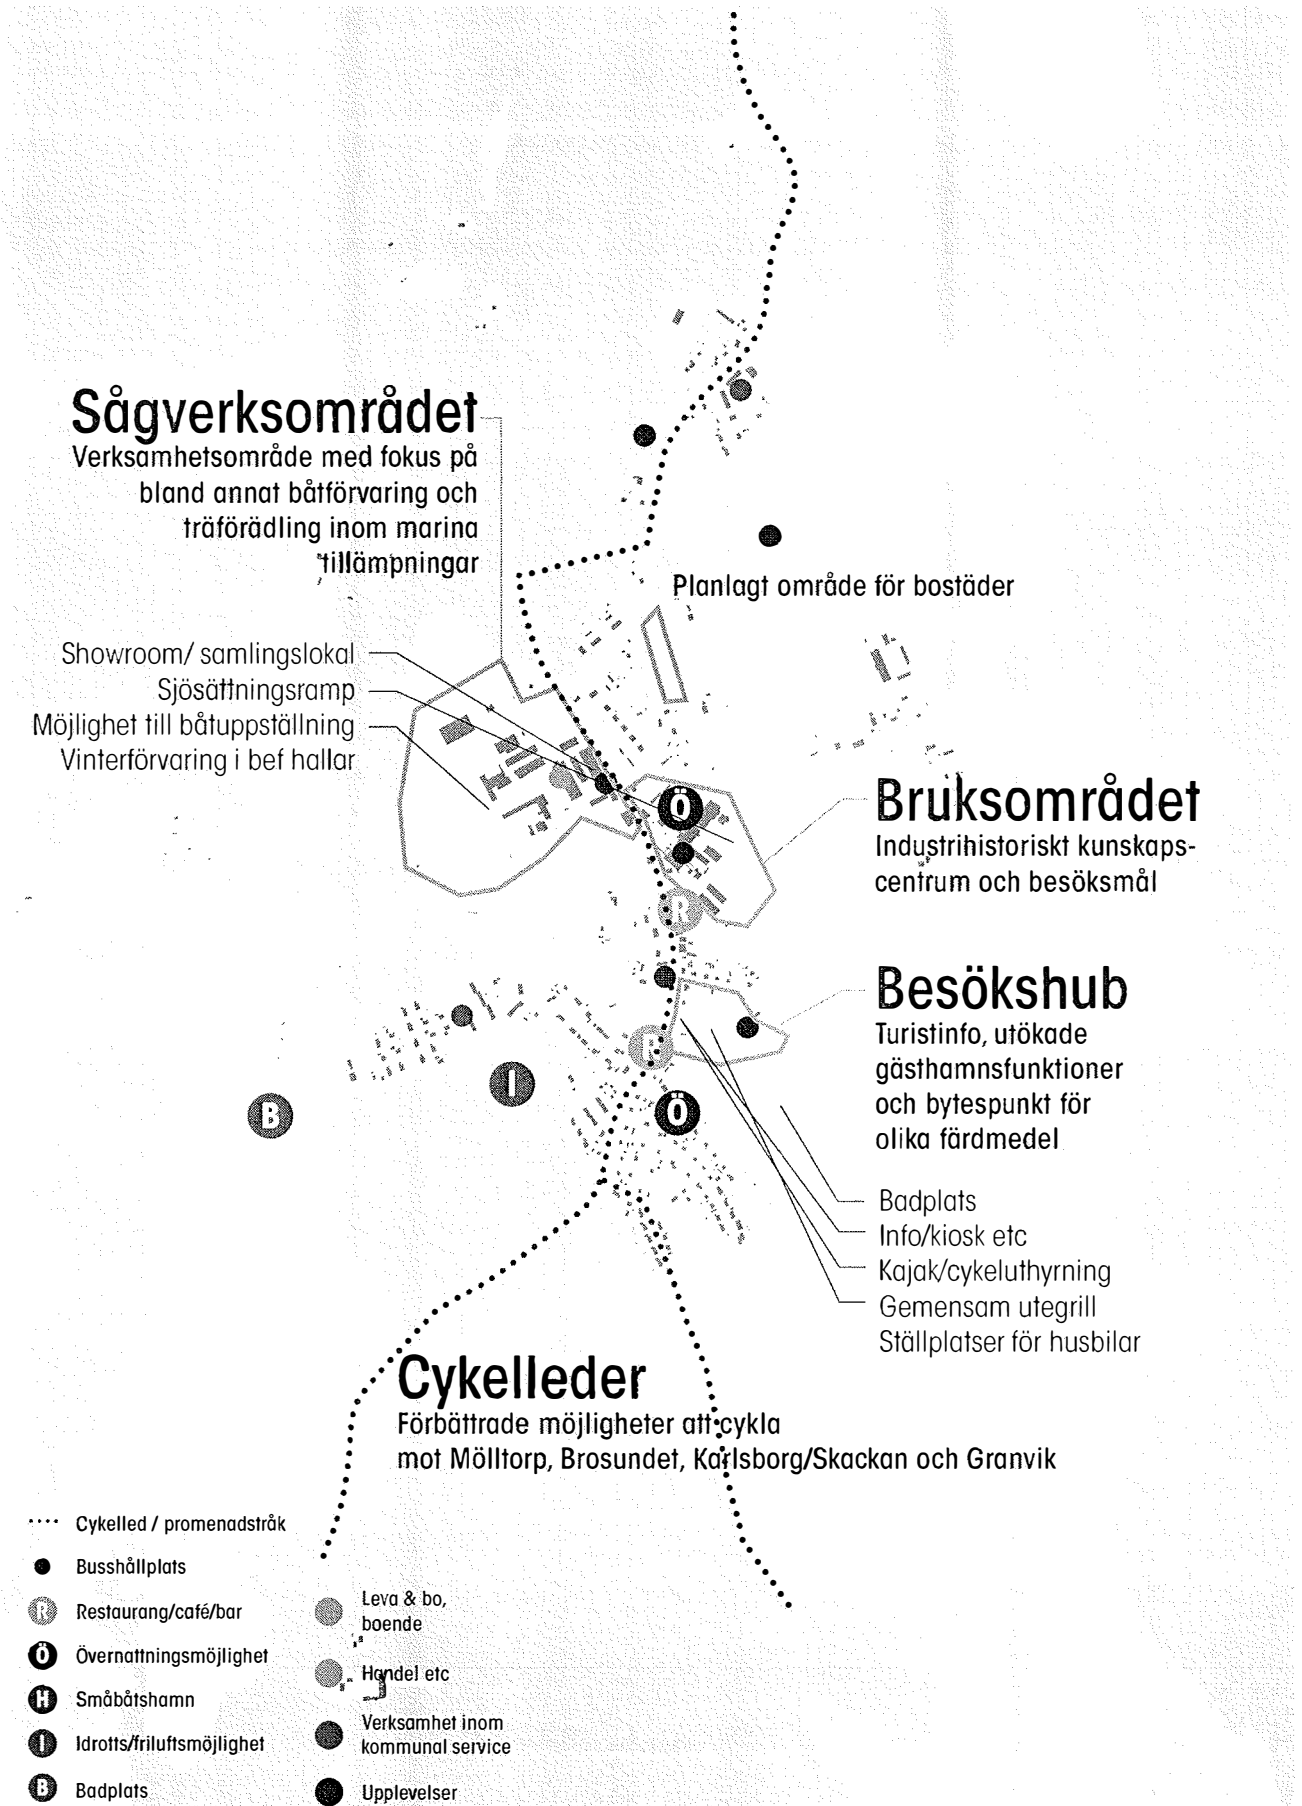 Sågverksområdet
Verksamhetsområde med fokus på
bland annat båtförvaring och
träförädling inom marina
tillämpningar
Planlagt område för bostäder
Showroom/ samlingslokal
Sjösättningsramp
Möjlighet till båtuppställning
Vinterförvaring i bef hallar
Ö
Bruksområdet
Industrihistoriskt kunskaps-
centrum och besöksmål
R
Besökshub
Turistinfo, utökade
gästhamnsfunktioner
och bytespunkt för
olika färdmedel
R
I
B
Ö
Badplats
Info/kiosk etc
Kajak/cykeluthyrning
Gemensam utegrill
Ställplatser för husbilar
Cykelleder
Förbättrade möjligheter att cykla
mot Mölltorp, Brosundet, Karlsborg/Skackan och Granvik
Cykelled / promenadstråk
Busshållplats
R Restaurang/café/bar
Ö Övernattningsmöjlighet
H Småbåtshamn
I Idrotts/friluftsmöjlighet
B Badplats
Leva & bo,
boende
Handel etc
Verksamhet inom
kommunal service
Upplevelser